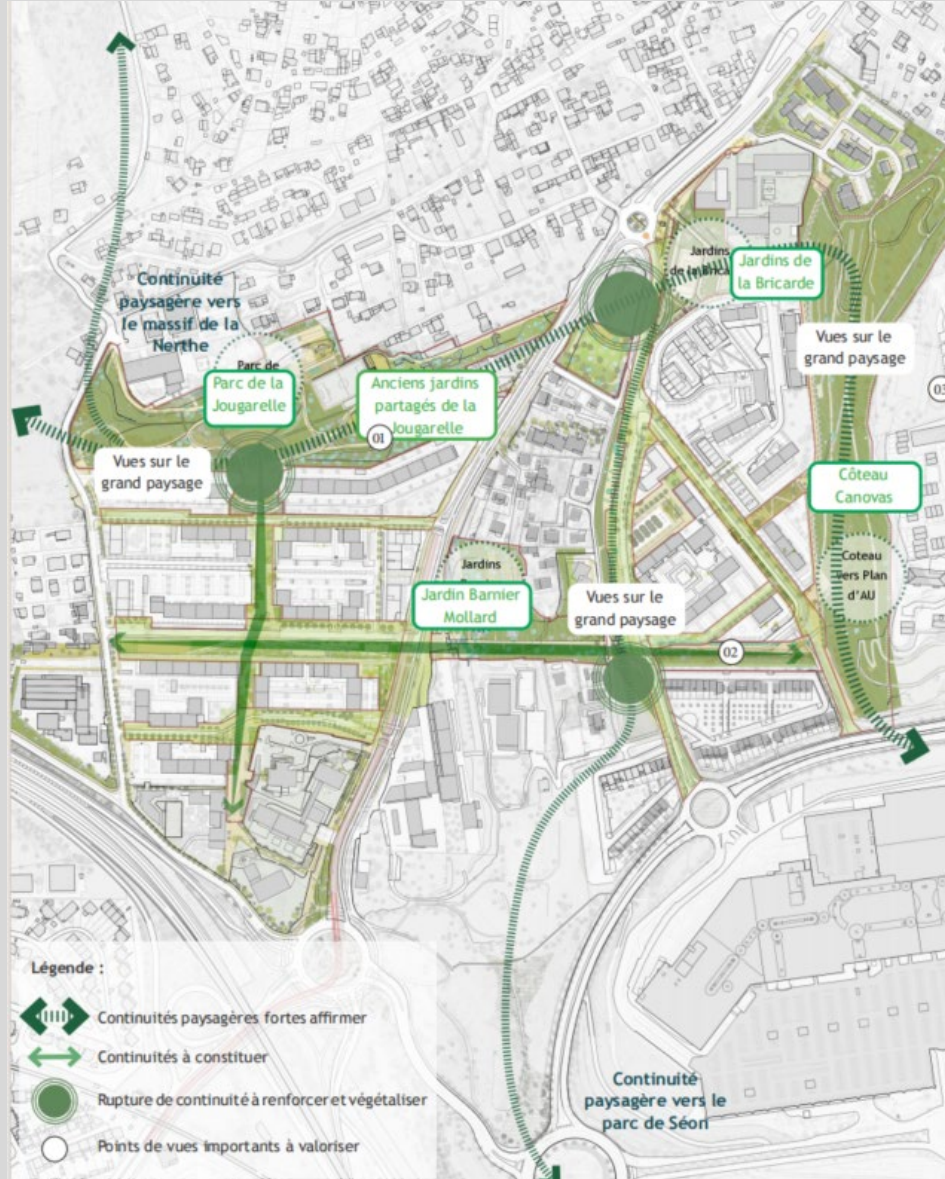 Continuité
paysagère vers
le massif de la
Nerthe
Jardins
de la Brica
Jardins de
la Bricarde
Vues sur le
grand paysage
03
Parc de
Parc de la
Jougarelle
Anciens jardins
partagés de la
Jougarelle
01
Vues sur le
grand paysage
Côteau
Canovas
Coteau
vers Plan
d'AU
Jardins
Jardin Barnier
Mollard
Vues sur le
grand paysage
02
Légende :
Continuités paysagères fortes affirmer
Continuités à constituer
Rupture de continuité à renforcer et végétaliser
Points de vues importants à valoriser
Continuité
paysagère vers le
parc de Séon